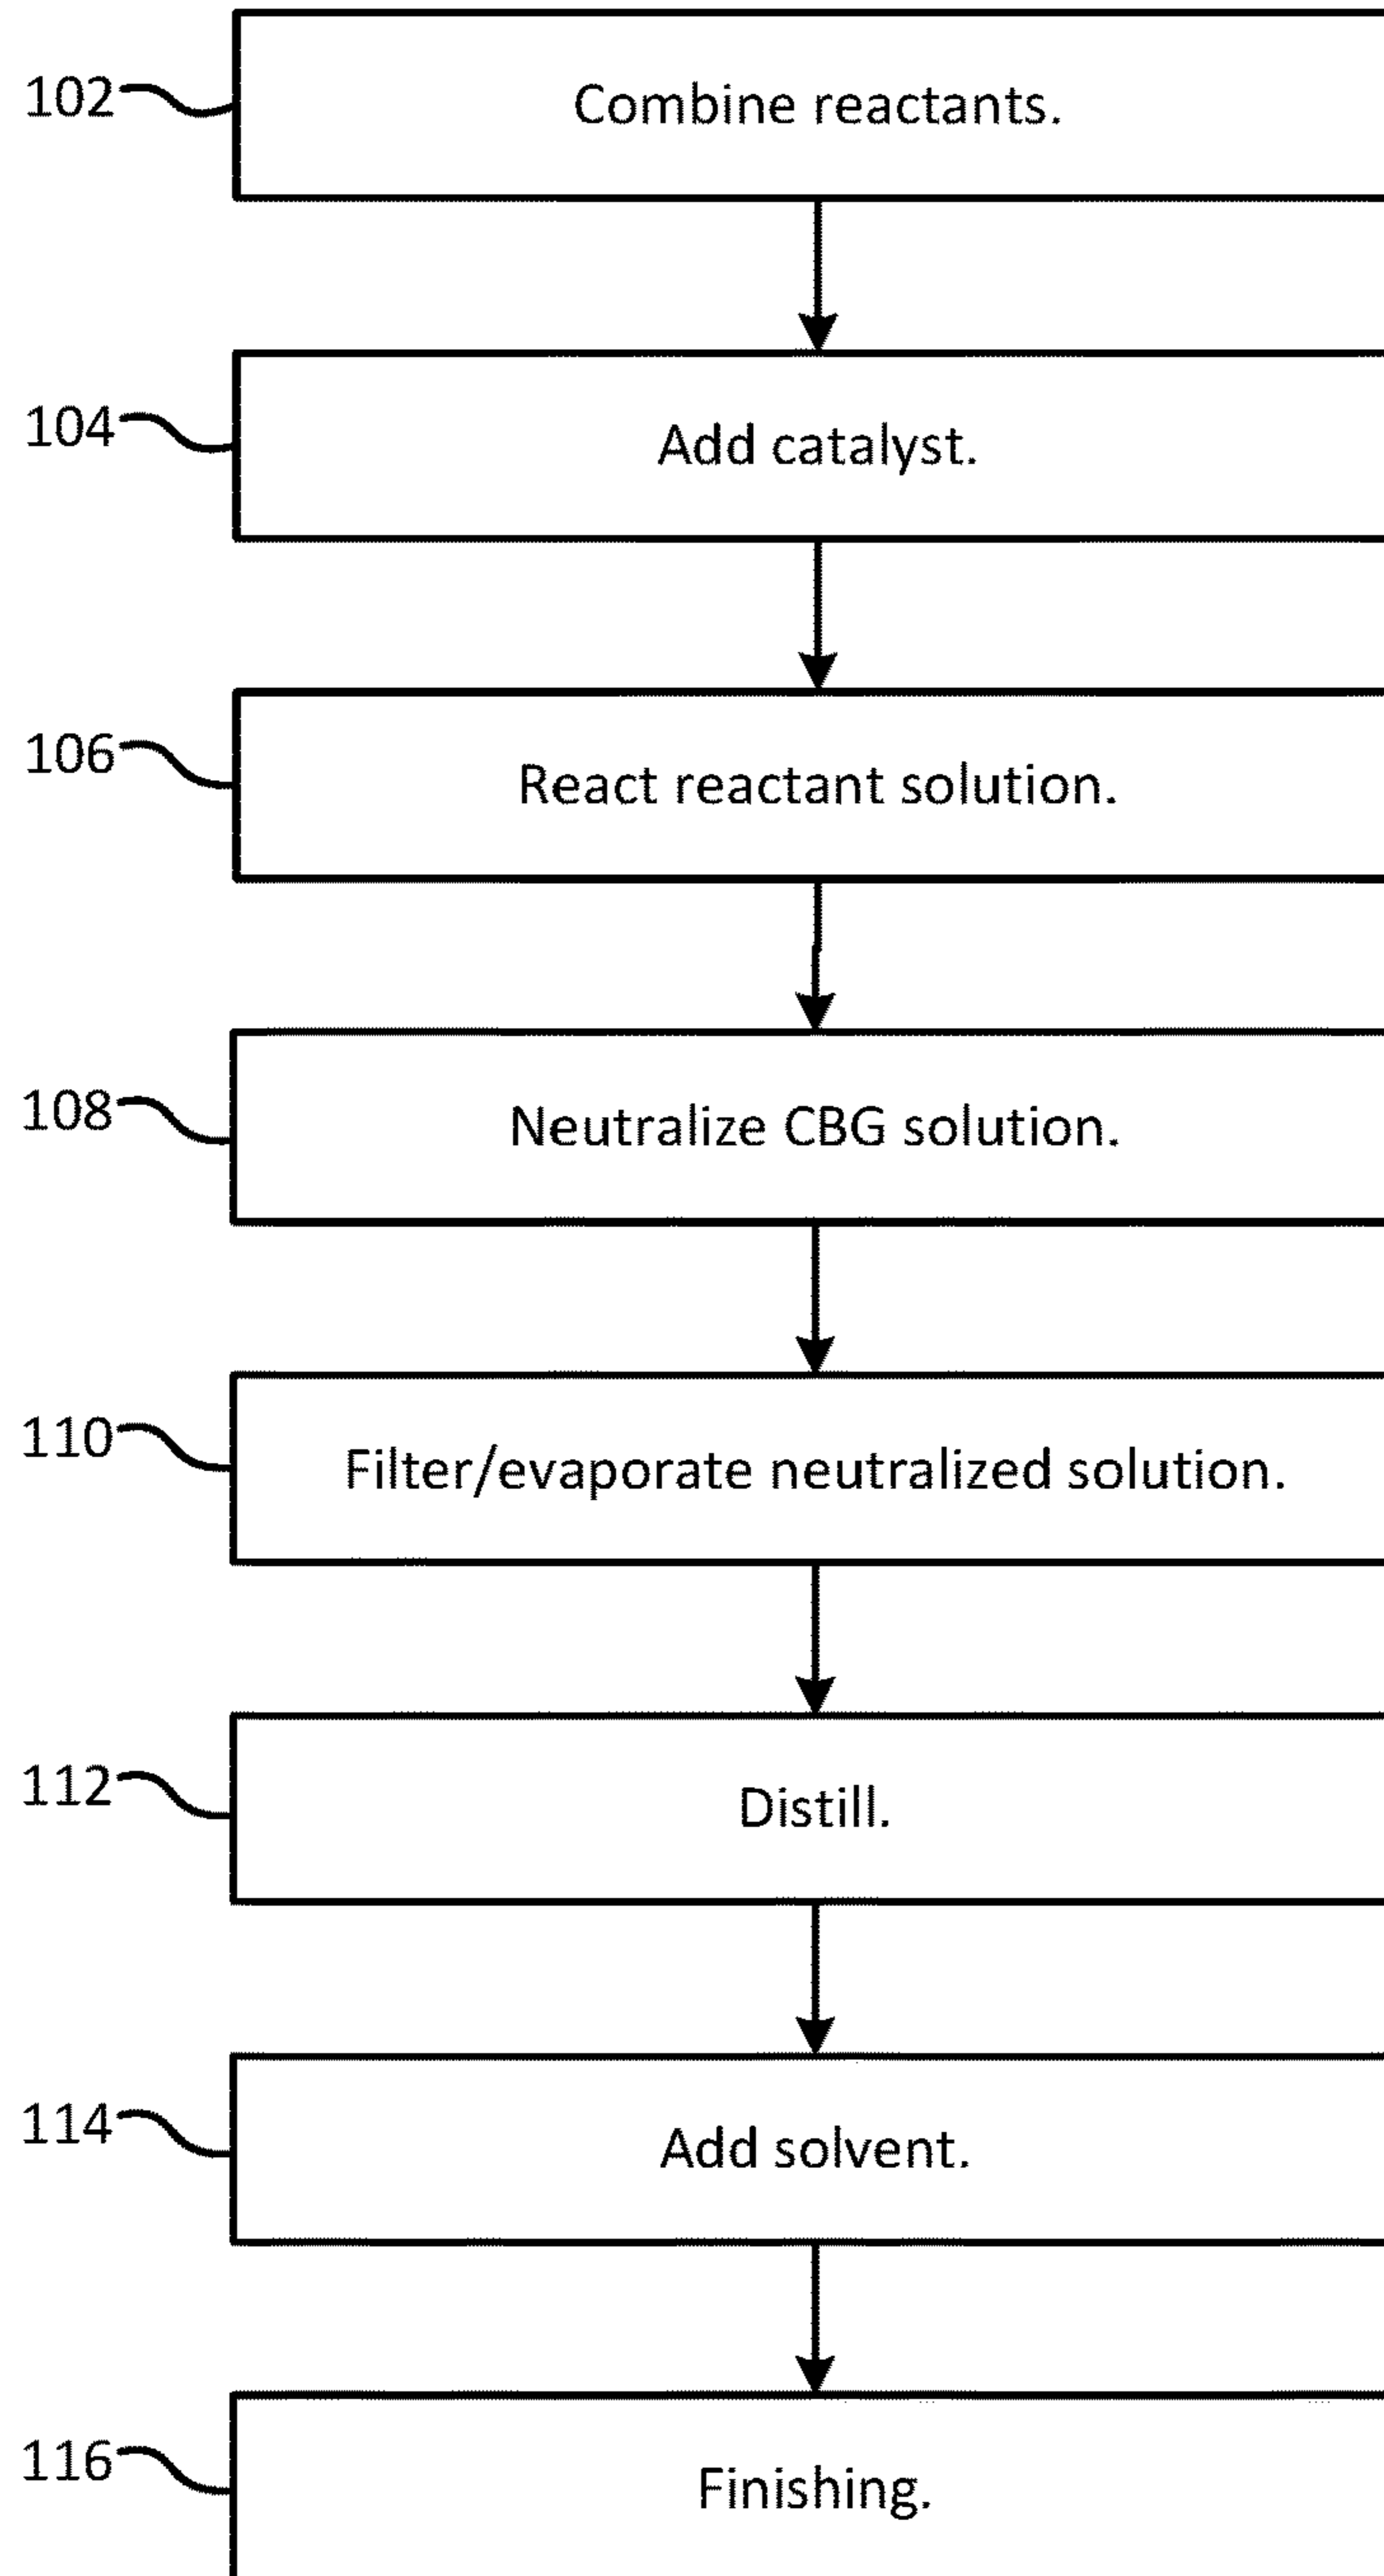 102
Combine reactants.
104
Add catalyst.
106
React reactant solution.
108
Neutralize CBG solution.
110
Filter/evaporate neutralized solution.
112
Distill.
114
Add solvent.
116
Finishing.